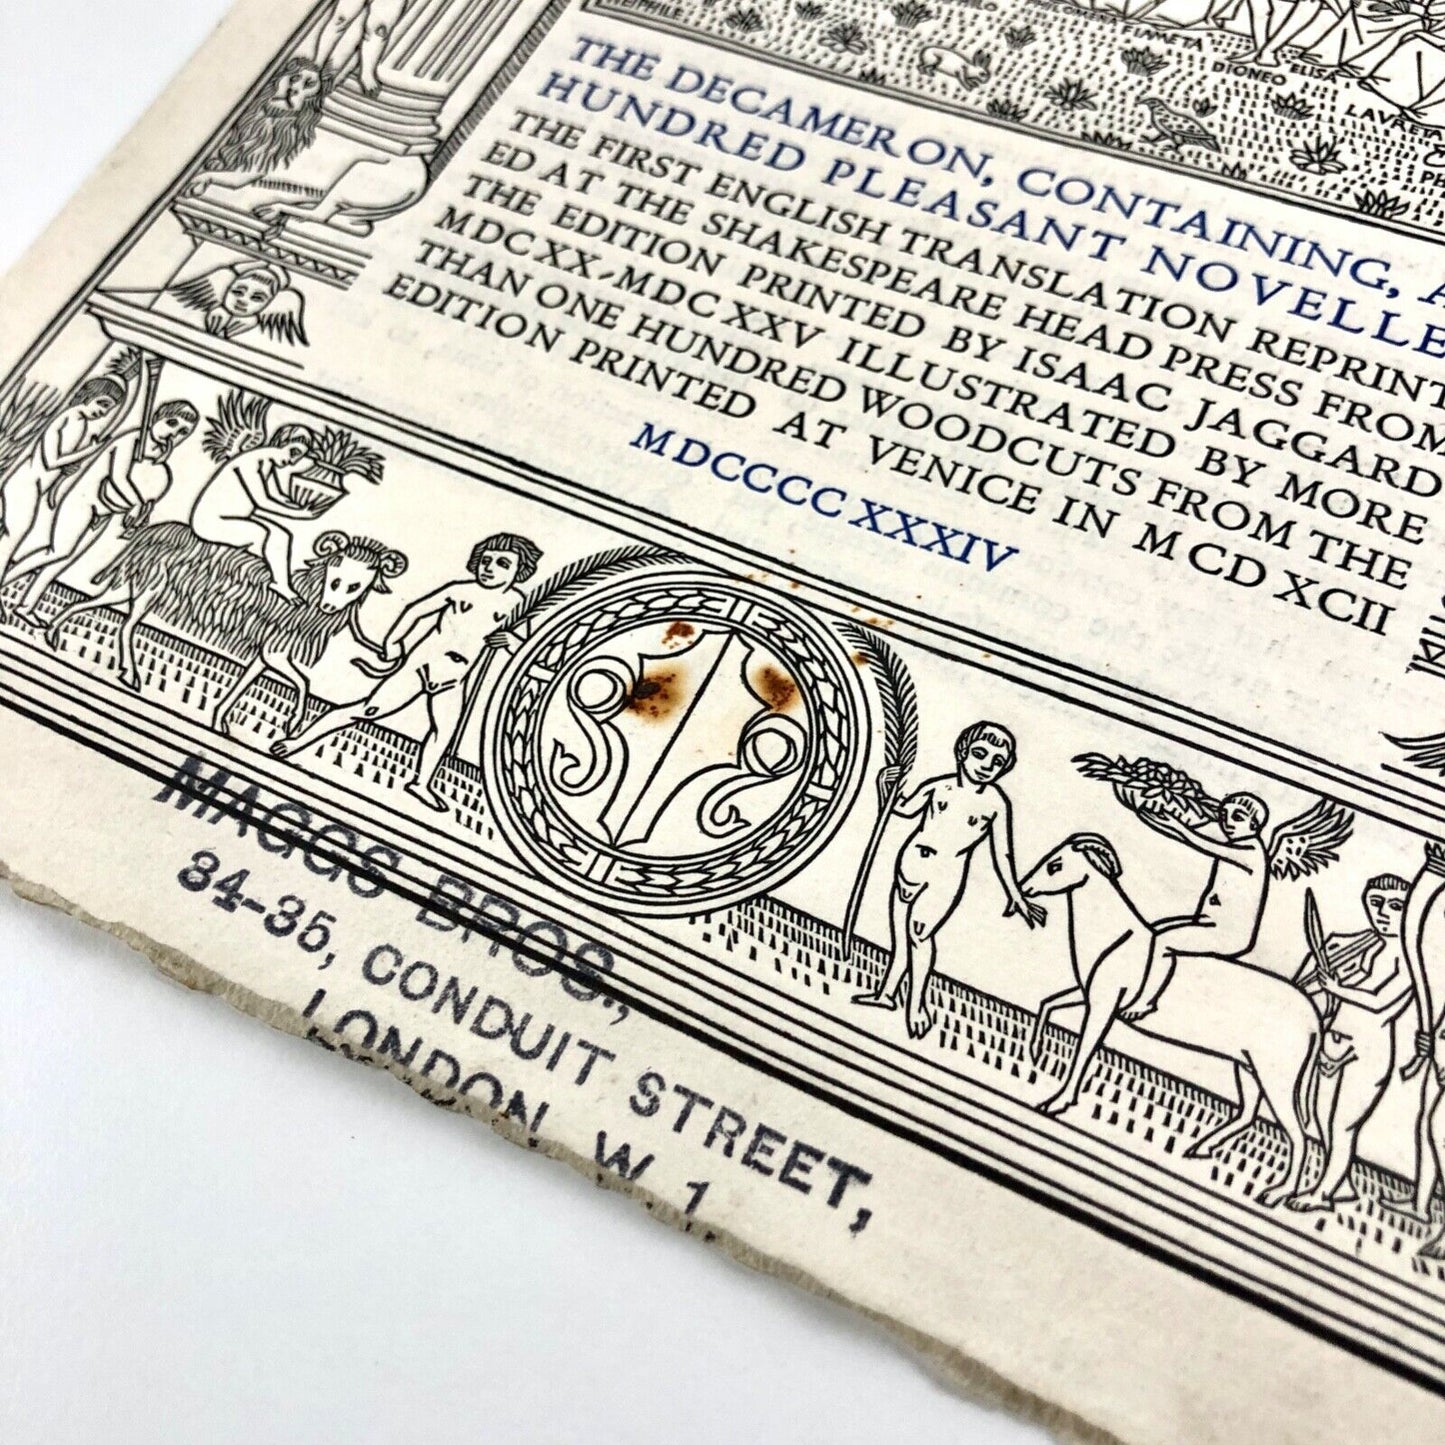 FIAMETTA
DIONEO
ELISA
LAVRETA
THE DECAMERON, CONTAINING,
HUNDRED PLEASANT NOVELLE
THE FIRST ENGLISH TRANSLATION REPRINT
ED AT THE SHAKESPEARE HEAD PRESS FROM
THE EDITION PRINTED BY ISAAC JAGGARD
MDCXX-MDCXXV ILLUSTRATED BY MORE
THAN ONE HUNDRED WOODCUTS FROM THE
EDITION PRINTED AT VENICE IN MCDXCII
MDCCCCXXXIV
MAGGS BROS.,
34-35, CONDUIT STREET,
LONDON, W.1